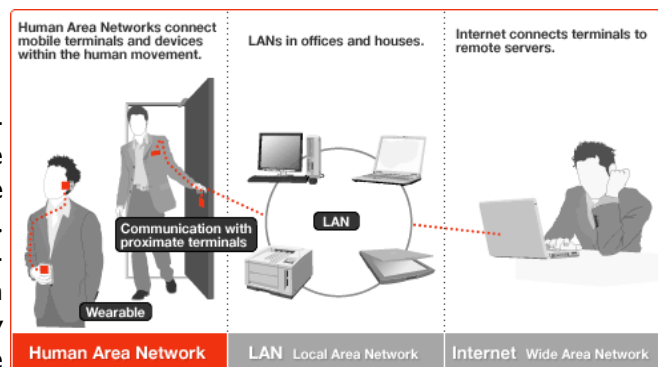 Human Area Networks connect
mobile terminals and devices
within the human movement.
LANs in offices and houses.
Internet connects terminals to
remote servers.
Communication with
proximate terminals
Wearable
LAN
Human Area Network
LAN Local Area Network
Internet Wide Area Network